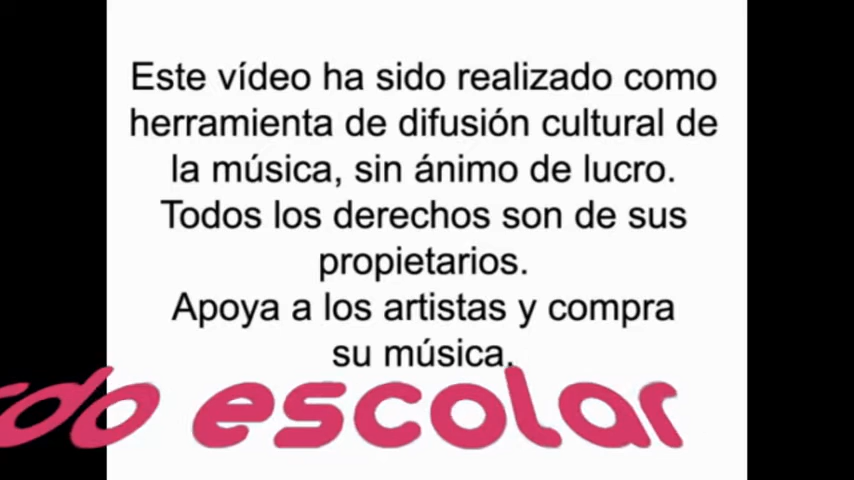 Este vídeo ha sido realizado como
herramienta de difusión cultural de
la música, sin ánimo de lucro.
Todos los derechos son de sus
propietarios.
Apoya a los artistas y compra
su música.
escolar